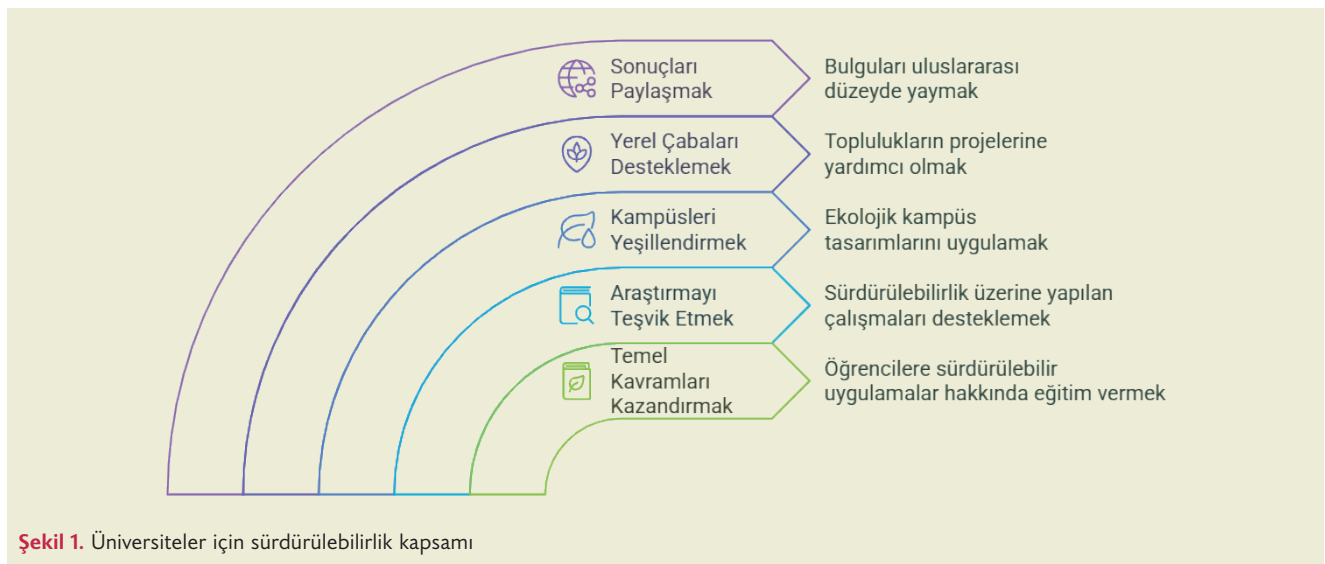 Sonuçları
Paylaşmak
Bulguları uluslararası
düzeyde yaymak
Yerel Çabaları
Desteklemek
Toplulukların projelerine
yardımcı olmak
Kampüsleri
Yeşillendirmek
Ekolojik kampüs
tasarımlarını uygulamak
Araştırmayı
Teşvik Etmek
Sürdürülebilirlik üzerine yapılan
çalışmaları desteklemek
Temel
Kavramları
Kazandırmak
Öğrencilere sürdürülebilir
uygulamalar hakkında eğitim vermek
Şekil 1. Üniversiteler için sürdürülebilirlik kapsamı